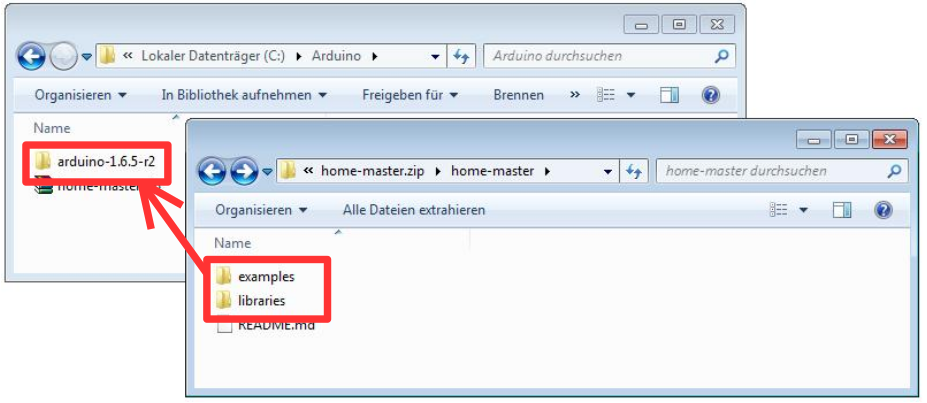 « Lokaler Datenträger (C:) Arduino
Arduino durchsuchen
Organisieren In Bibliothek aufnehmen Freigeben für Brennen »
Name
arduino-1.6.5-r2
home-master
« home-master.zip home-master
home-master durchsuchen
Organisieren Alle Dateien extrahieren
Name
examples
libraries
README.md